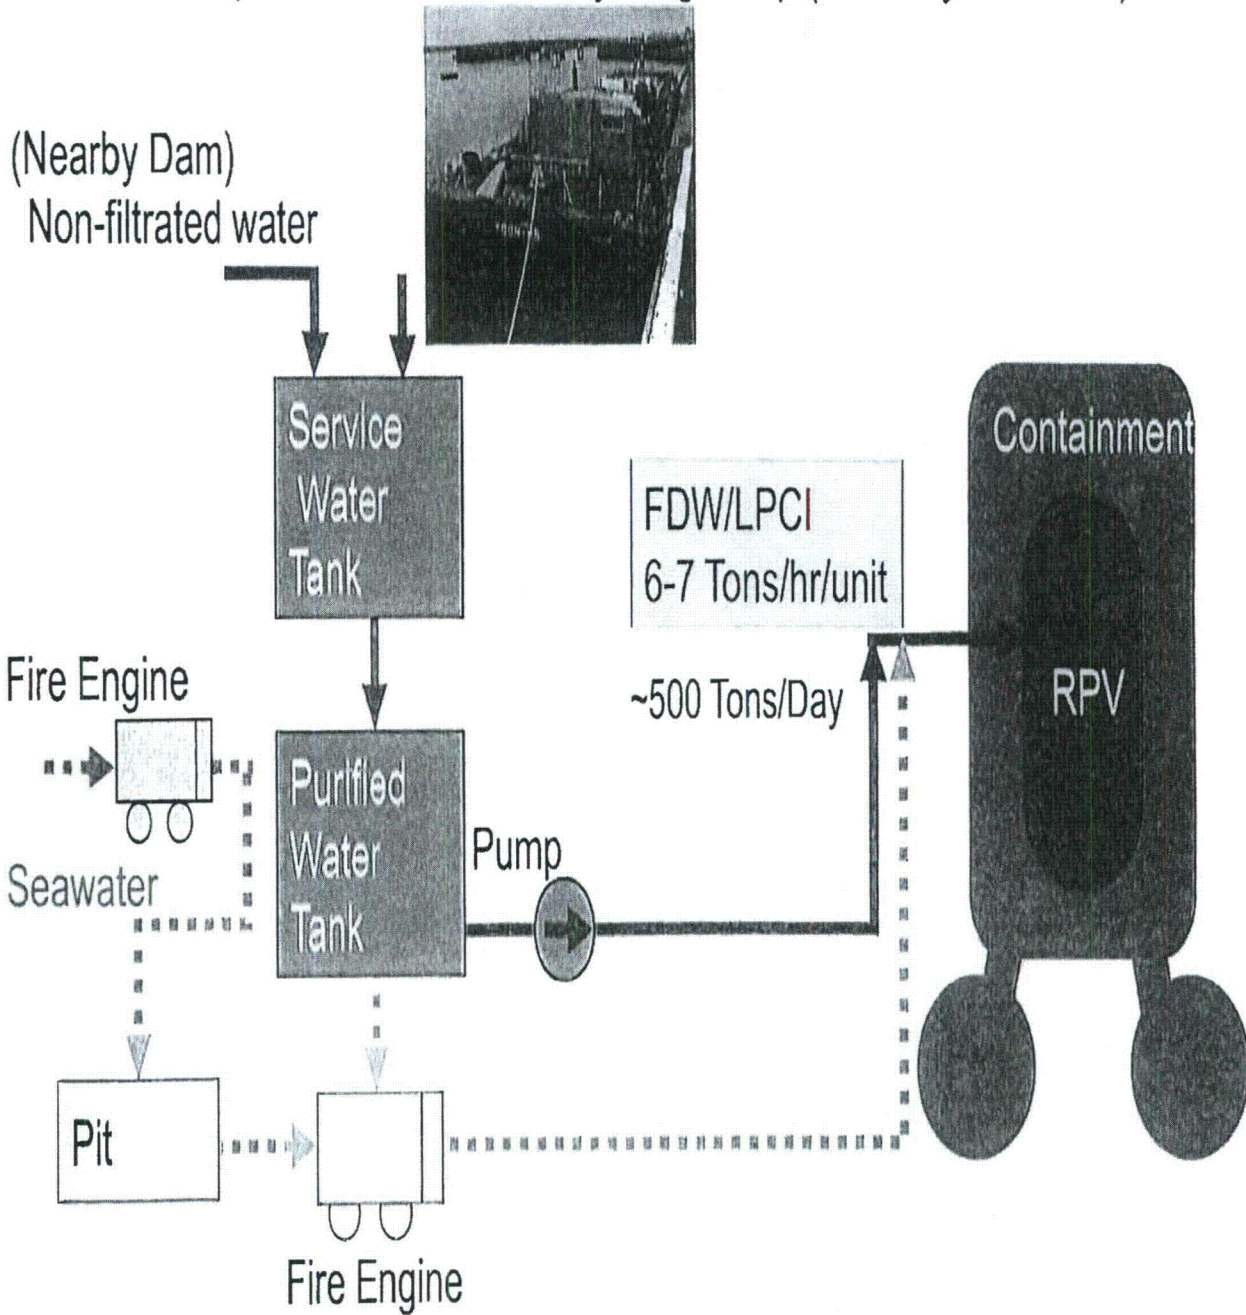 (Nearby Dam)
Non-filtrated water
Service
Water
Tank
Containment
FDW/LPCI
6-7 Tons/hr/unit
~500 Tons/Day
RPV
Fire Engine
Seawater
Purified
Water
Tank
Pump
Pit
Fire Engine